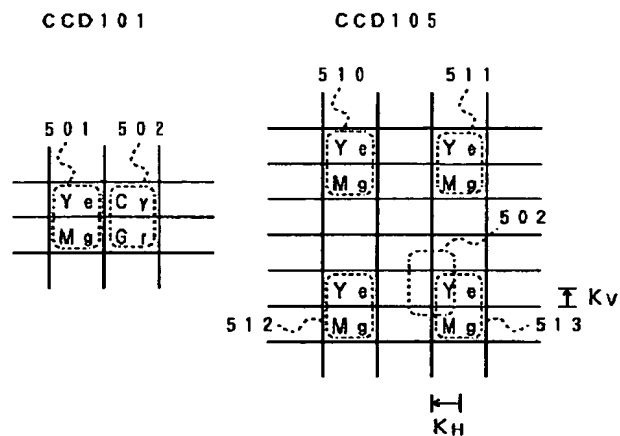 CCD101
CCD105
510
511
501
502
Ye
Mg
Cy
Gr
Ye
Mg
Ye
Mg
502
Ye
Mg
Ye
Mg
512
513
KV
KH